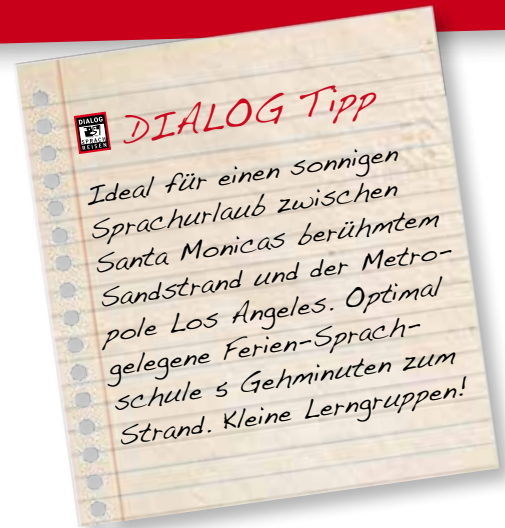 DIALOG
SPRACH
REISEN
DIALOG Tipp
Ideal für einen sonnigen
Sprachurlaub zwischen
Santa Monicas berühmtem
Sandstrand und der Metro-
pole Los Angeles. Optimal
gelegene Ferien-Sprach-
schule 5 Gehminuten zum
Strand. Kleine Lerngruppen!